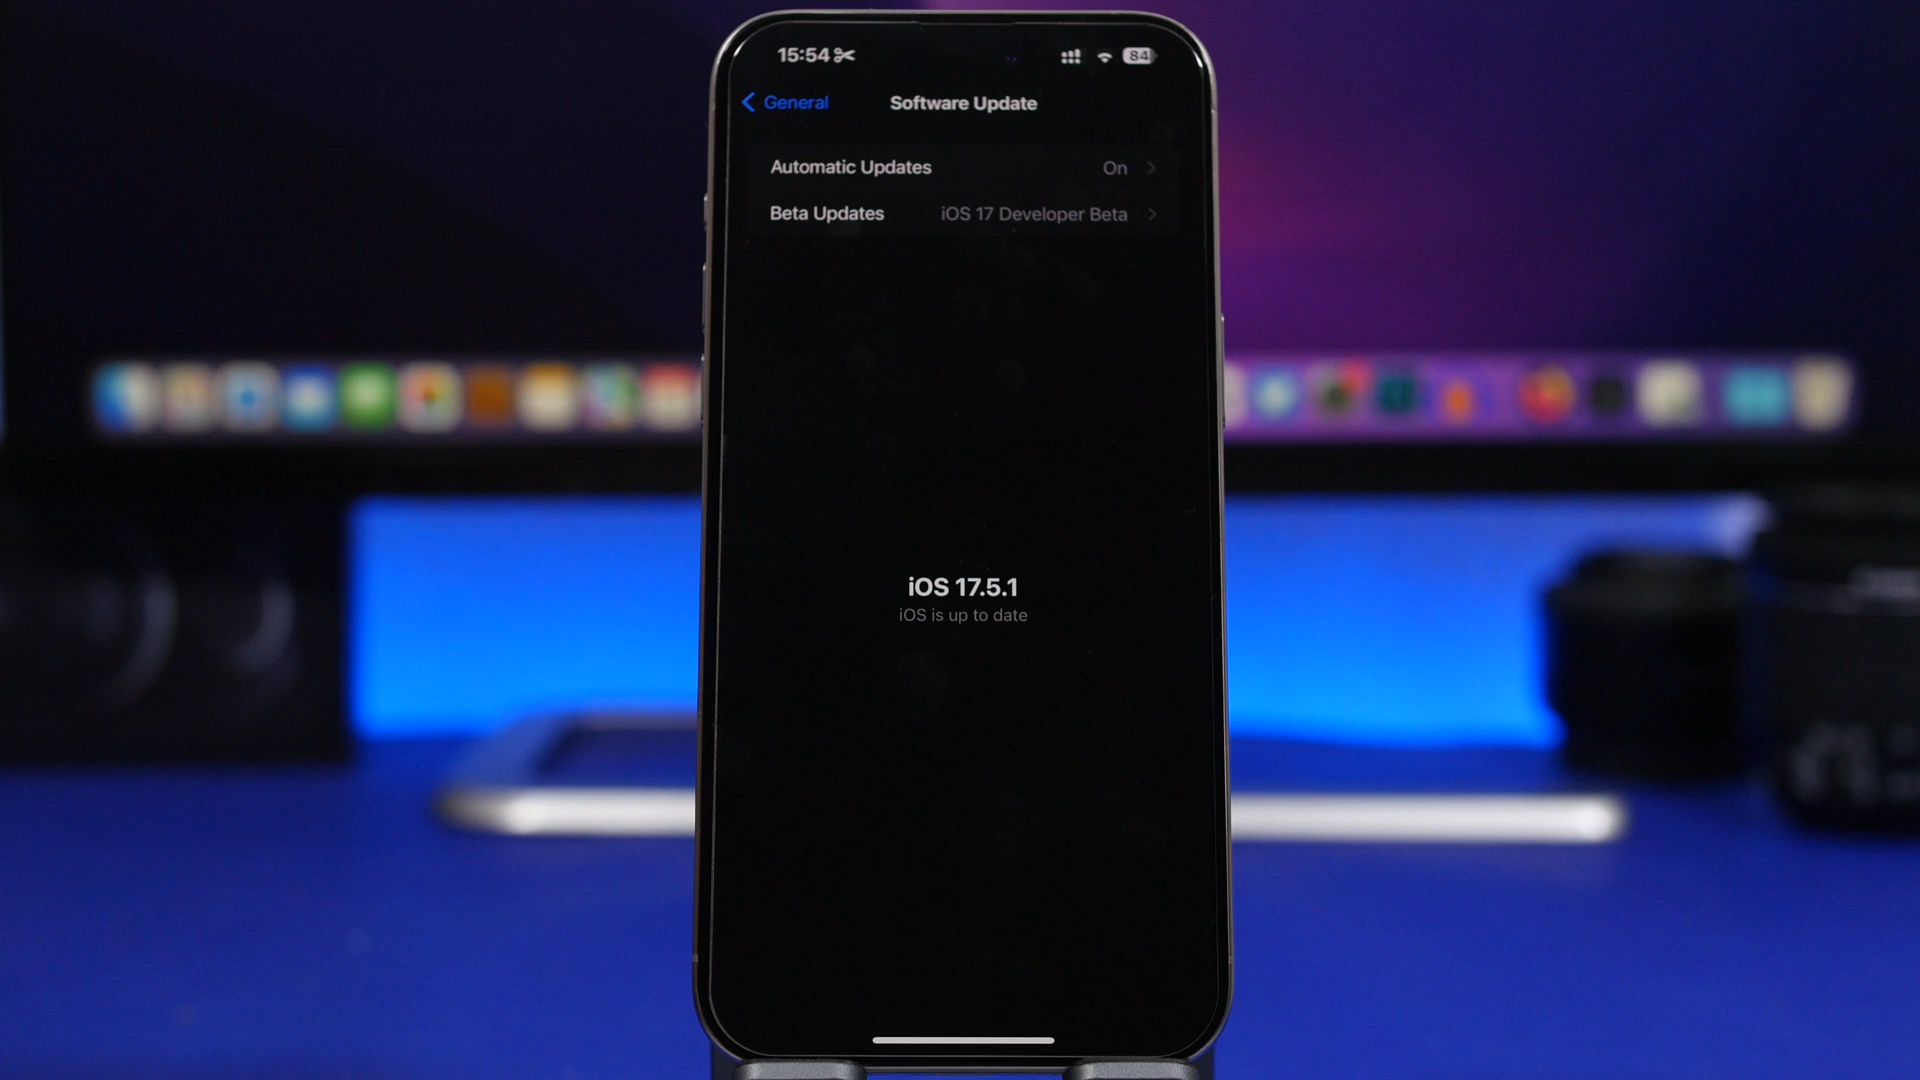 15:54 84
General Software Update
Automatic Updates On
Beta Updates iOS 17 Developer Beta
iOS 17.5.1
iOS is up to date